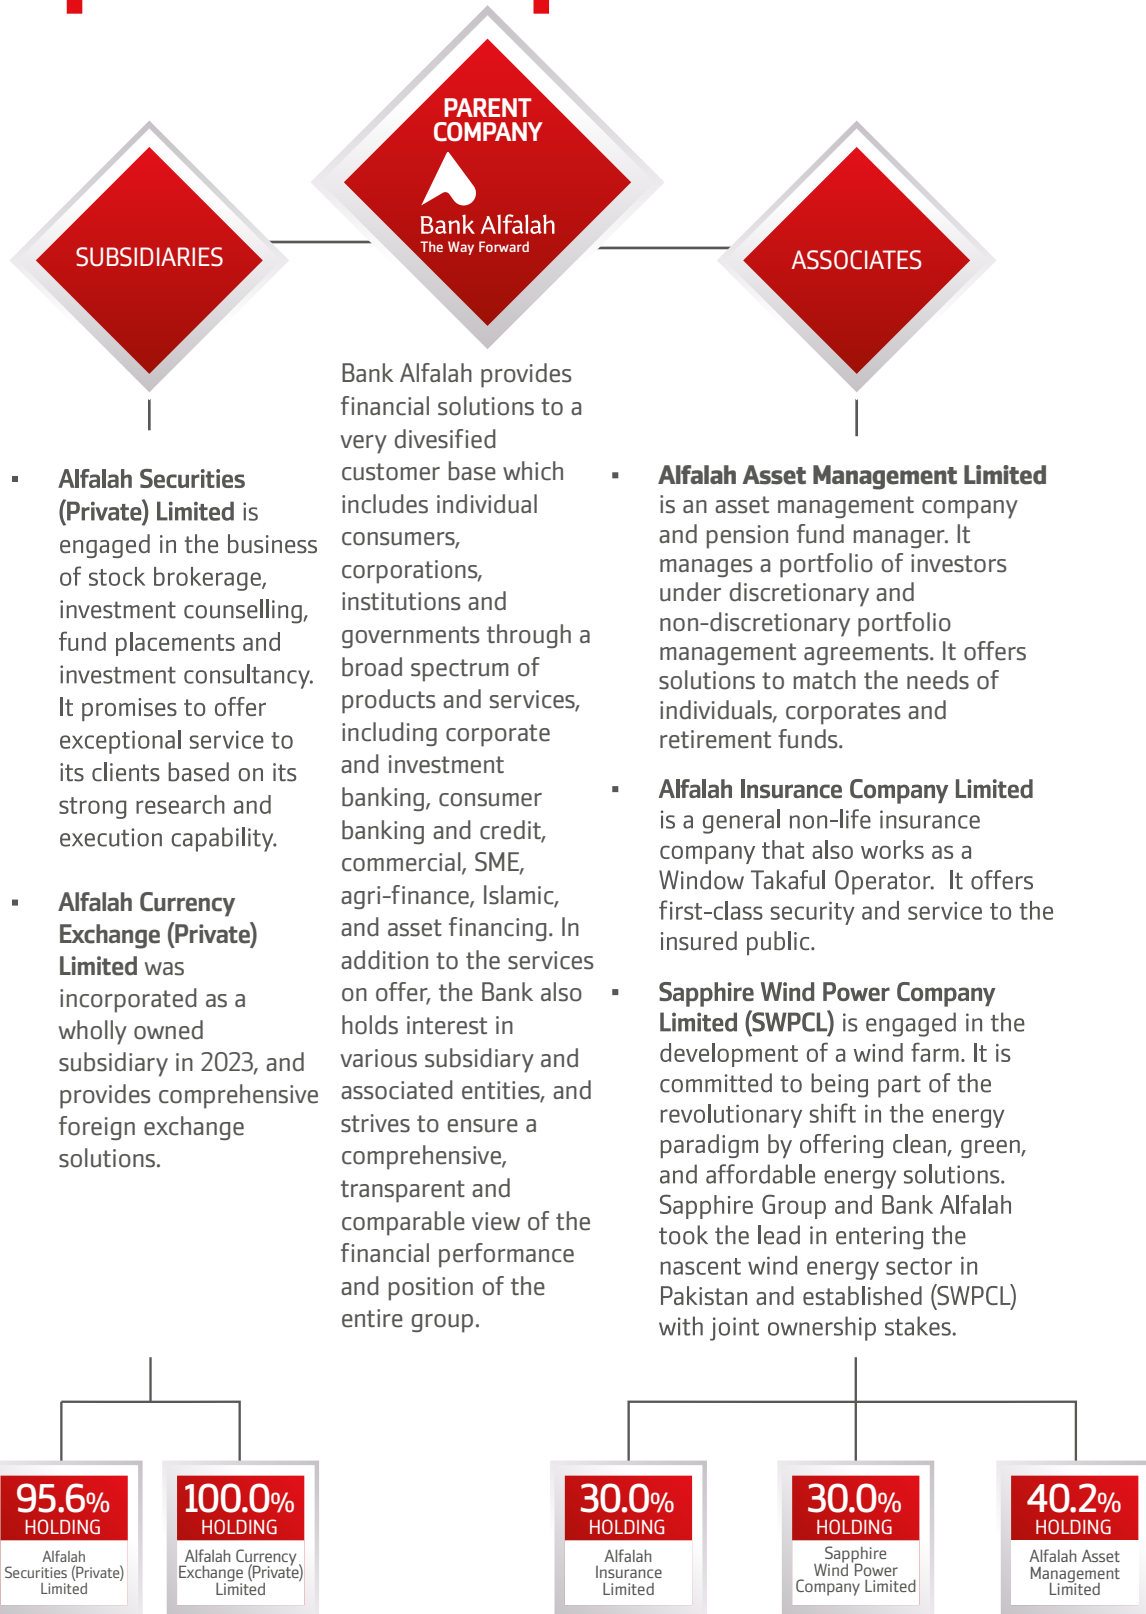 PARENT
COMPANY
Bank Alfalah
The Way Forward
SUBSIDIARIES
ASSOCIATES
▪ Alfalah Securities
(Private) Limited is
engaged in the business
of stock brokerage,
investment counselling,
fund placements and
investment consultancy.
It promises to offer
exceptional service to
its clients based on its
strong research and
execution capability.
▪ Alfalah Currency
Exchange (Private)
Limited was
incorporated as a
wholly owned
subsidiary in 2023, and
provides comprehensive
foreign exchange
solutions.
Bank Alfalah provides
financial solutions to a
very divesified
customer base which
includes individual
consumers,
corporations,
institutions and
governments through a
broad spectrum of
products and services,
including corporate
and investment
banking, consumer
banking and credit,
commercial, SME,
agri-finance, Islamic,
and asset financing. In
addition to the services
on offer, the Bank also
holds interest in
various subsidiary and
associated entities, and
strives to ensure a
comprehensive,
transparent and
comparable view of the
financial performance
and position of the
entire group.
▪ Alfalah Asset Management Limited
is an asset management company
and pension fund manager. It
manages a portfolio of investors
under discretionary and
non-discretionary portfolio
management agreements. It offers
solutions to match the needs of
individuals, corporates and
retirement funds.
▪ Alfalah Insurance Company Limited
is a general non-life insurance
company that also works as a
Window Takaful Operator. It offers
first-class security and service to the
insured public.
▪ Sapphire Wind Power Company
Limited (SWPCL) is engaged in the
development of a wind farm. It is
committed to being part of the
revolutionary shift in the energy
paradigm by offering clean, green,
and affordable energy solutions.
Sapphire Group and Bank Alfalah
took the lead in entering the
nascent wind energy sector in
Pakistan and established (SWPCL)
with joint ownership stakes.
95.6%
HOLDING
Alfalah
Securities (Private)
Limited
100.0%
HOLDING
Alfalah Currency
Exchange (Private)
Limited
30.0%
HOLDING
Alfalah
Insurance
Limited
30.0%
HOLDING
Sapphire
Wind Power
Company Limited
40.2%
HOLDING
Alfalah Asset
Management
Limited